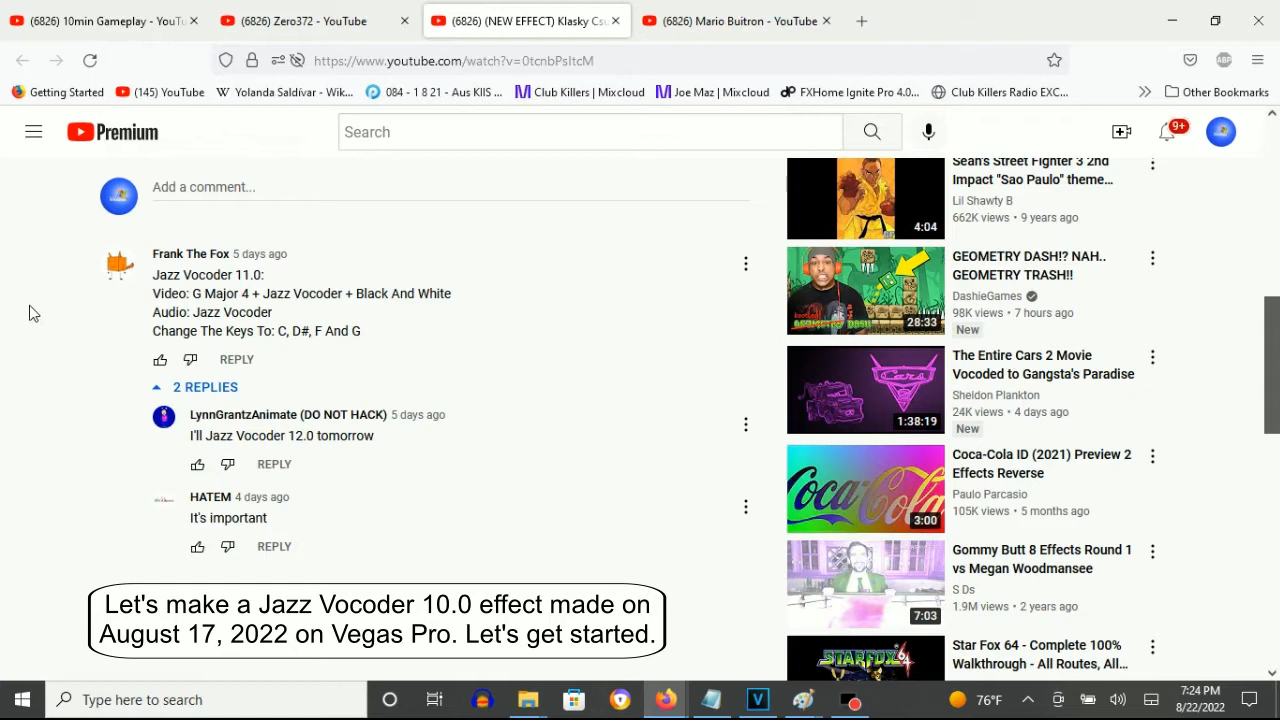 (6826) 10min Gameplay - YouTu
(6826) Zero372 - YouTube
(6826) (NEW EFFECT) Klasky Csu
(6826) Mario Buitron - YouTube
https://www.youtube.com/watch?v=0tcnbPsItcM
ABP
Getting Started
(145) YouTube
Yolanda Saldívar - Wik...
084 - 1 8 21 - Aus KIIS ...
Club Killers | Mixcloud
Joe Maz | Mixcloud
FXHome Ignite Pro 4.0...
Club Killers Radio EXC...
Other Bookmarks
Premium
Search
9+
Add a comment...
Frank The Fox 5 days ago
Jazz Vocoder 11.0:
Video: G Major 4 + Jazz Vocoder + Black And White
Audio: Jazz Vocoder
Change The Keys To: C, D#, F And G
REPLY
2 REPLIES
LynnGrantzAnimate (DO NOT HACK) 5 days ago
I'll Jazz Vocoder 12.0 tomorrow
REPLY
HATEM 4 days ago
It's important
REPLY
Let's make a Jazz Vocoder 10.0 effect made on
August 17, 2022 on Vegas Pro. Let's get started.
Sean's Street Fighter 3 2nd
Impact "Sao Paulo" theme...
Lil Shawty B
662K views • 9 years ago
4:04
GEOMETRY DASH!? NAH..
GEOMETRY TRASH!!
DashieGames
98K views • 7 hours ago
New
28:33
The Entire Cars 2 Movie
Vocoded to Gangsta's Paradise
Sheldon Plankton
24K views • 4 days ago
New
Cars
1:38:19
Coca-Cola ID (2021) Preview 2
Effects Reverse
Paulo Parcasio
105K views • 5 months ago
Coca Cola
3:00
Gommy Butt 8 Effects Round 1
vs Megan Woodmansee
S Ds
1.9M views • 2 years ago
7:03
Star Fox 64 - Complete 100%
Walkthrough - All Routes, All...
STARFOX 64
Type here to search
76°F
7:24 PM
8/22/2022